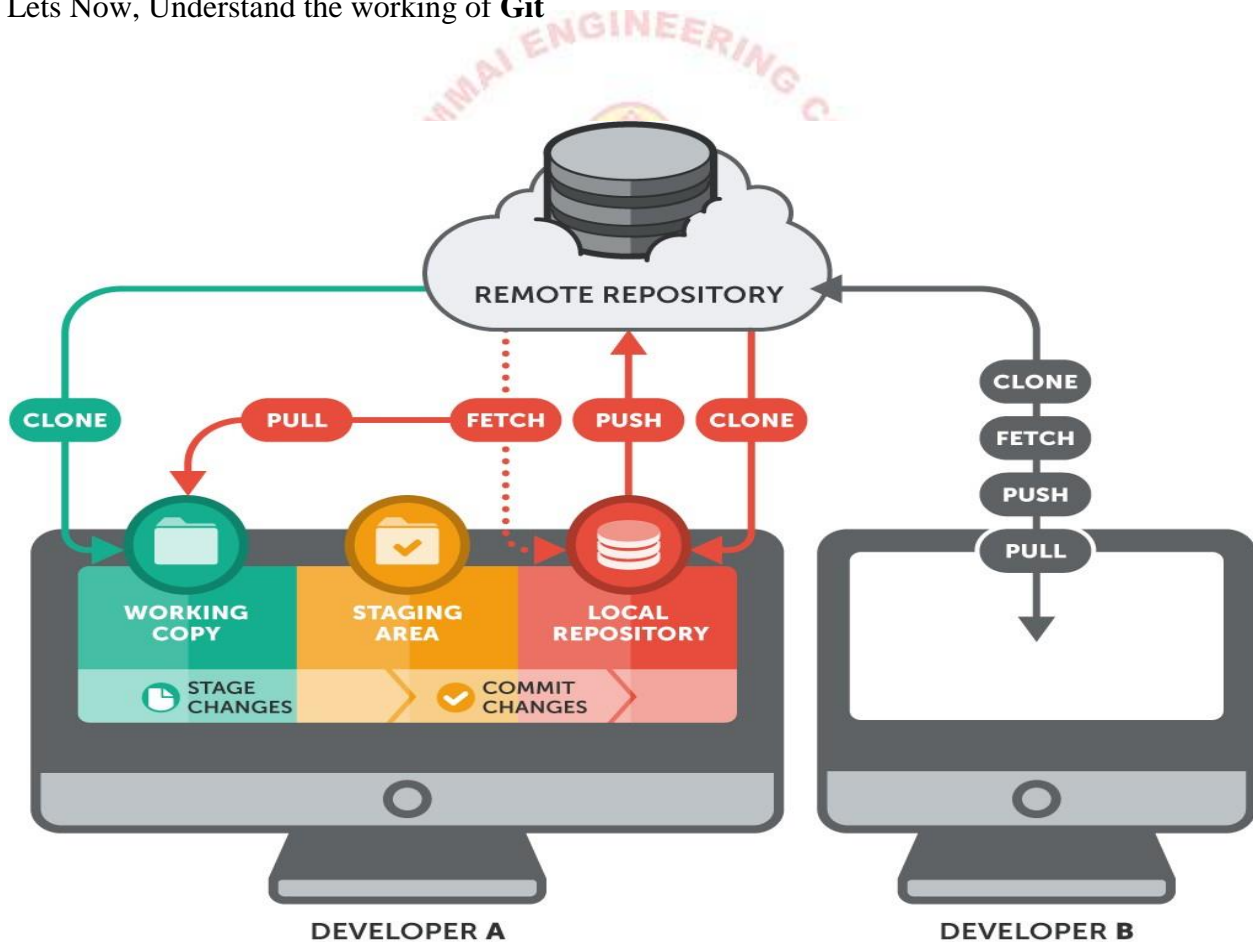 Lets Now, Understand the working of Git
ENGINEERING
REMOTE REPOSITORY
CLONE
PULL
FETCH
PUSH
CLONE
CLONE
FETCH
PUSH
PULL
WORKING
COPY
STAGING
AREA
LOCAL
REPOSITORY
STAGE
CHANGES
COMMIT
CHANGES
DEVELOPER A
DEVELOPER B